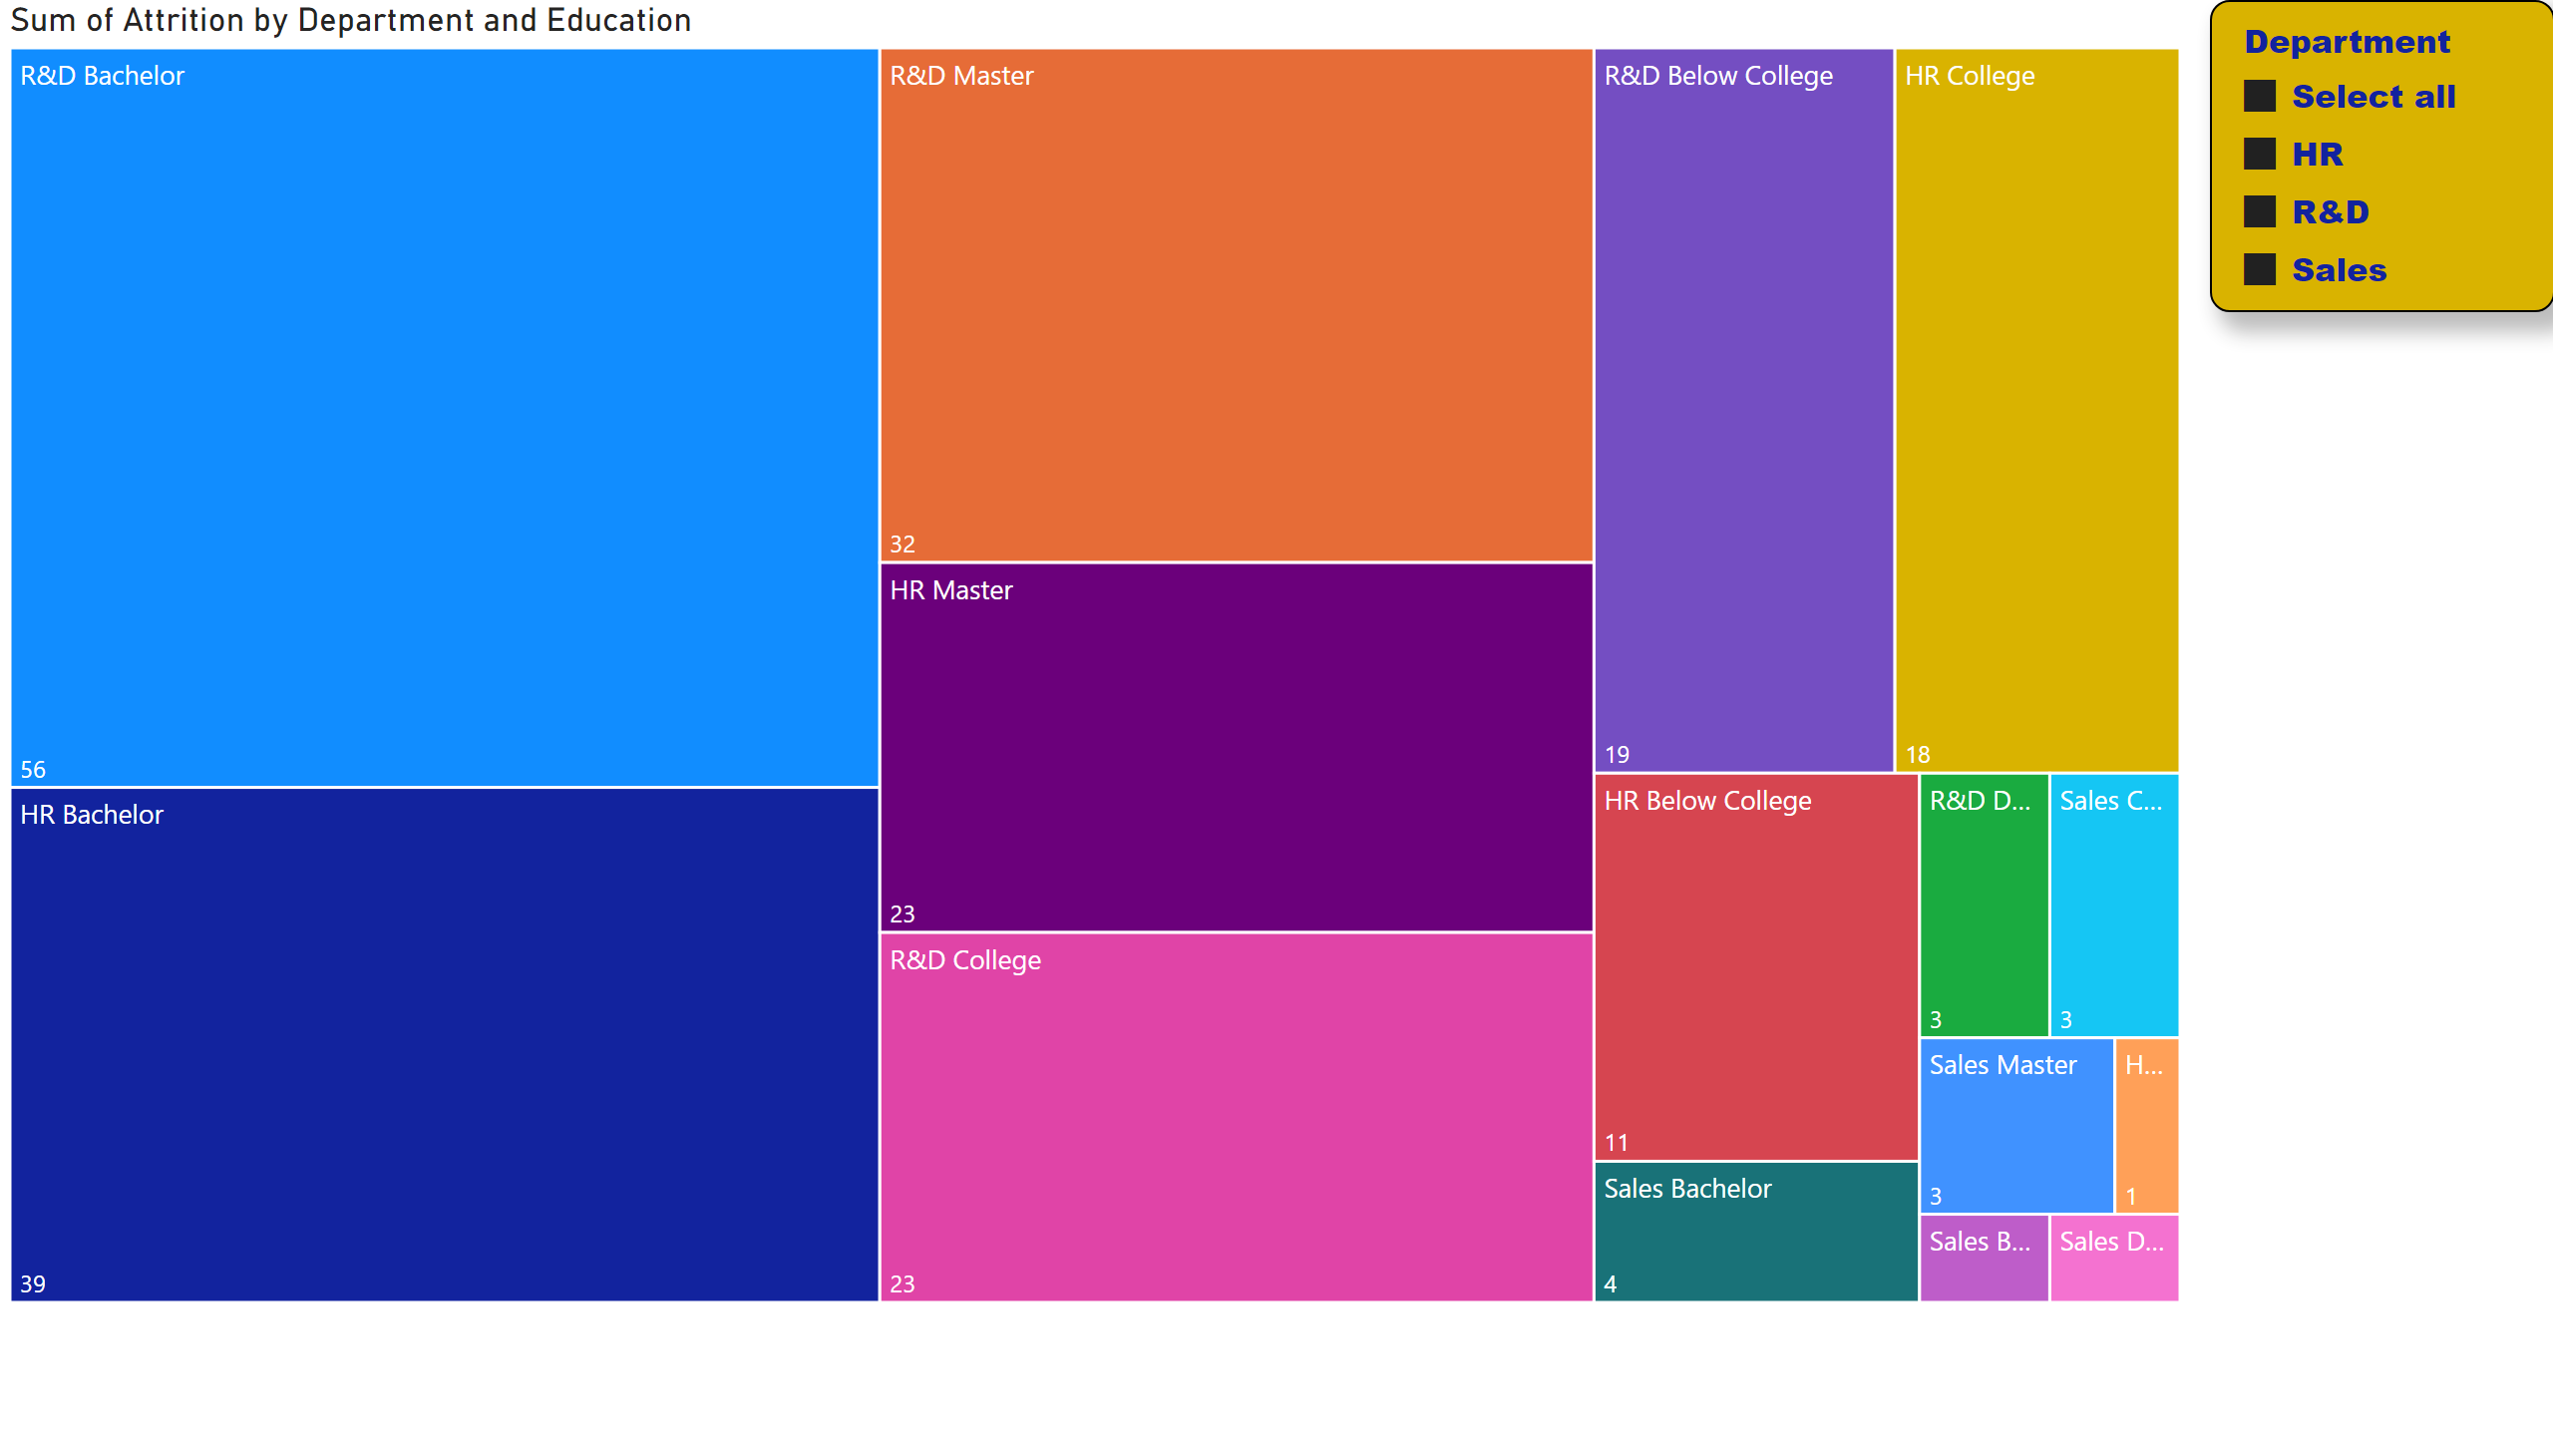 Sum of Attrition by Department and Education
R&D Bachelor
56
HR Bachelor
39
R&D Master
32
HR Master
23
R&D College
23
R&D Below College
19
HR College
18
HR Below College
11
Sales Bachelor
4
R&D D...
3
Sales C...
3
Sales Master
3
H...
1
Sales B...
Sales D...
Department
Select all
HR
R&D
Sales